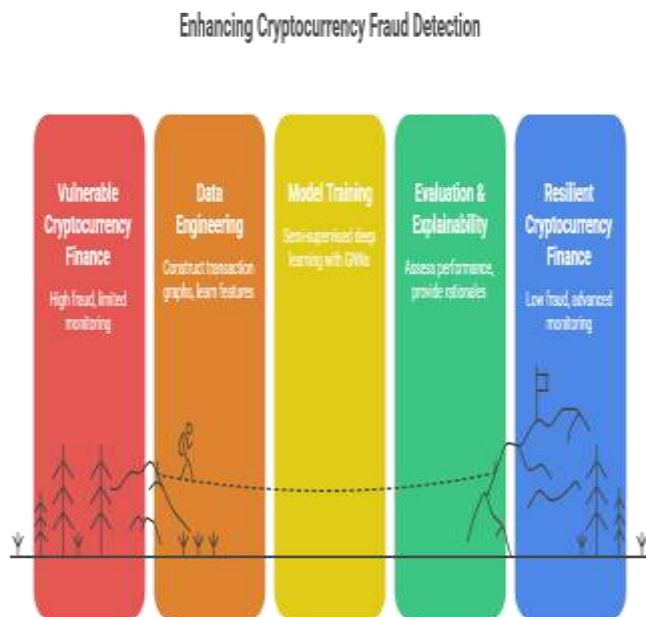 Enhancing Cryptocurrency Fraud Detection
Vulnerable
Cryptocurrency
Finance
High fraud, limited
monitoring
Data
Engineering
Construct transaction
graphs, learn features
Model Training
Semi-supervised deep
learning with GNNs
Evaluation &
Explainability
Assess performance,
provide rationales
Resilient
Cryptocurrency
Finance
Low fraud, advanced
monitoring